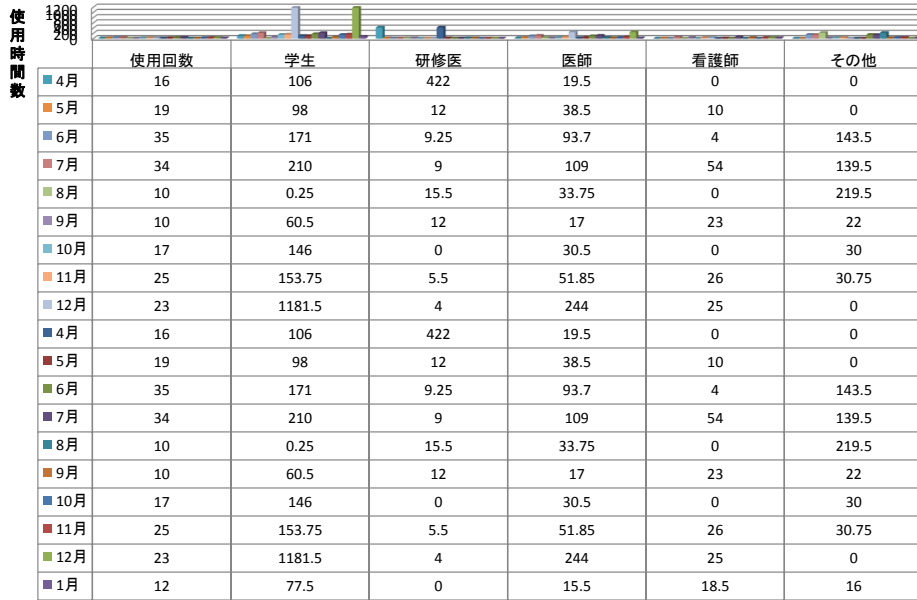 使用時間数
1200
1000
800
600
400
200
0
使用回数 学生 研修医 医師 看護師 その他
4月 16 106 422 19.5 0 0
5月 19 98 12 38.5 10 0
6月 35 171 9.25 93.7 4 143.5
7月 34 210 9 109 54 139.5
8月 10 0.25 15.5 33.75 0 219.5
9月 10 60.5 12 17 23 22
10月 17 146 0 30.5 0 30
11月 25 153.75 5.5 51.85 26 30.75
12月 23 1181.5 4 244 25 0
4月 16 106 422 19.5 0 0
5月 19 98 12 38.5 10 0
6月 35 171 9.25 93.7 4 143.5
7月 34 210 9 109 54 139.5
8月 10 0.25 15.5 33.75 0 219.5
9月 10 60.5 12 17 23 22
10月 17 146 0 30.5 0 30
11月 25 153.75 5.5 51.85 26 30.75
12月 23 1181.5 4 244 25 0
1月 12 77.5 0 15.5 18.5 16